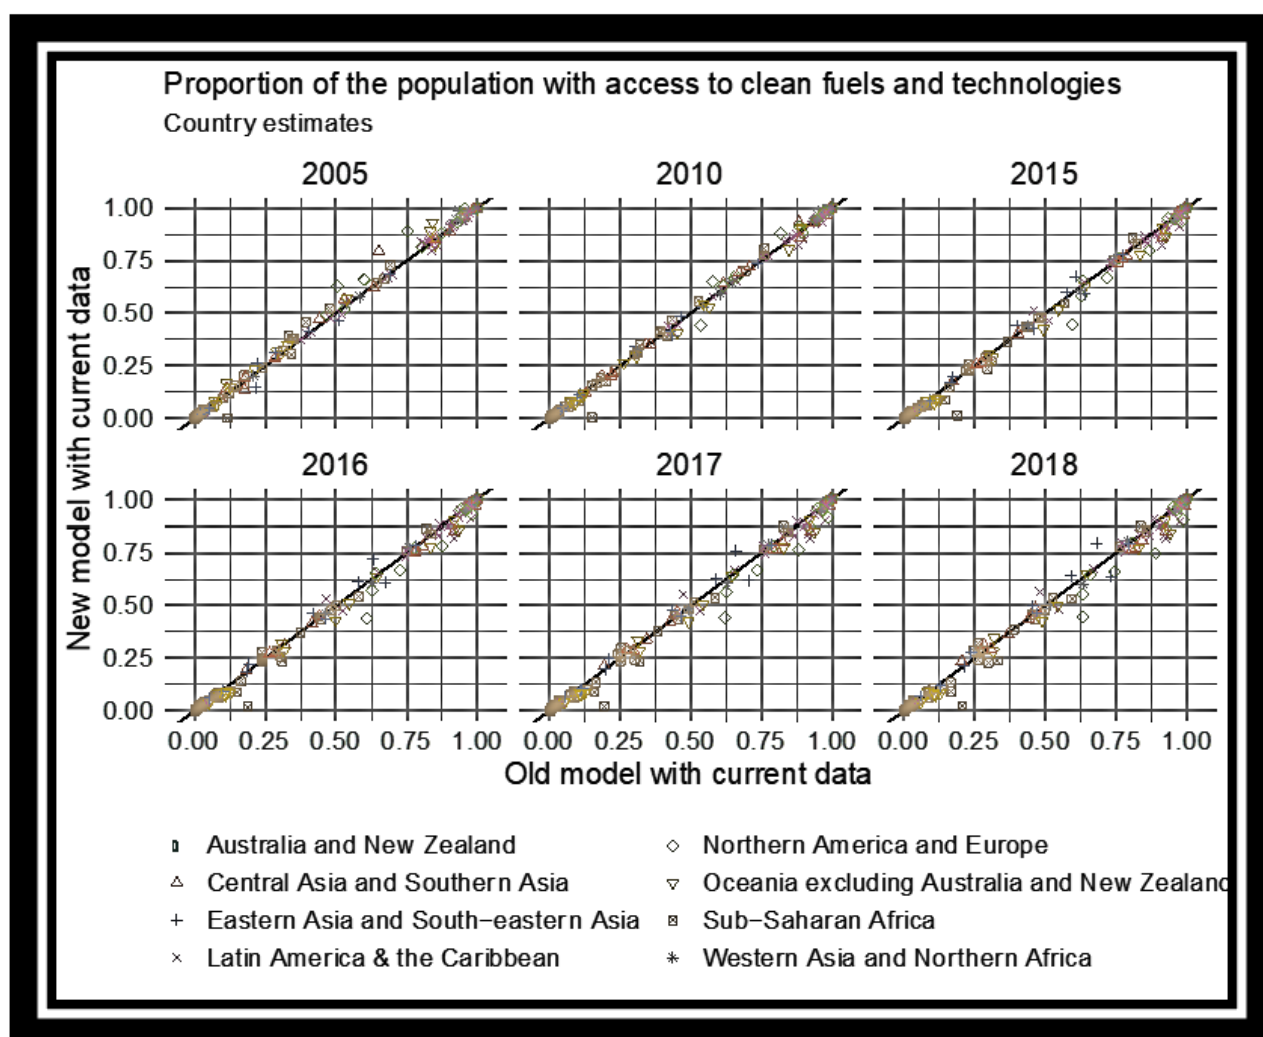 Proportion of the population with access to clean fuels and technologies
Country estimates
2005 2010 2015
1.00
0.75
0.50
0.25
0.00
2016 2017 2018
1.00
0.75
0.50
0.25
0.00
0.00 0.25 0.50 0.75 1.00 0.00 0.25 0.50 0.75 1.00 0.00 0.25 0.50 0.75 1.00
New model with current data
Old model with current data
Australia and New Zealand
Central Asia and Southern Asia
Eastern Asia and South-eastern Asia
Latin America & the Caribbean
Northern America and Europe
Oceania excluding Australia and New Zealand
Sub-Saharan Africa
Western Asia and Northern Africa